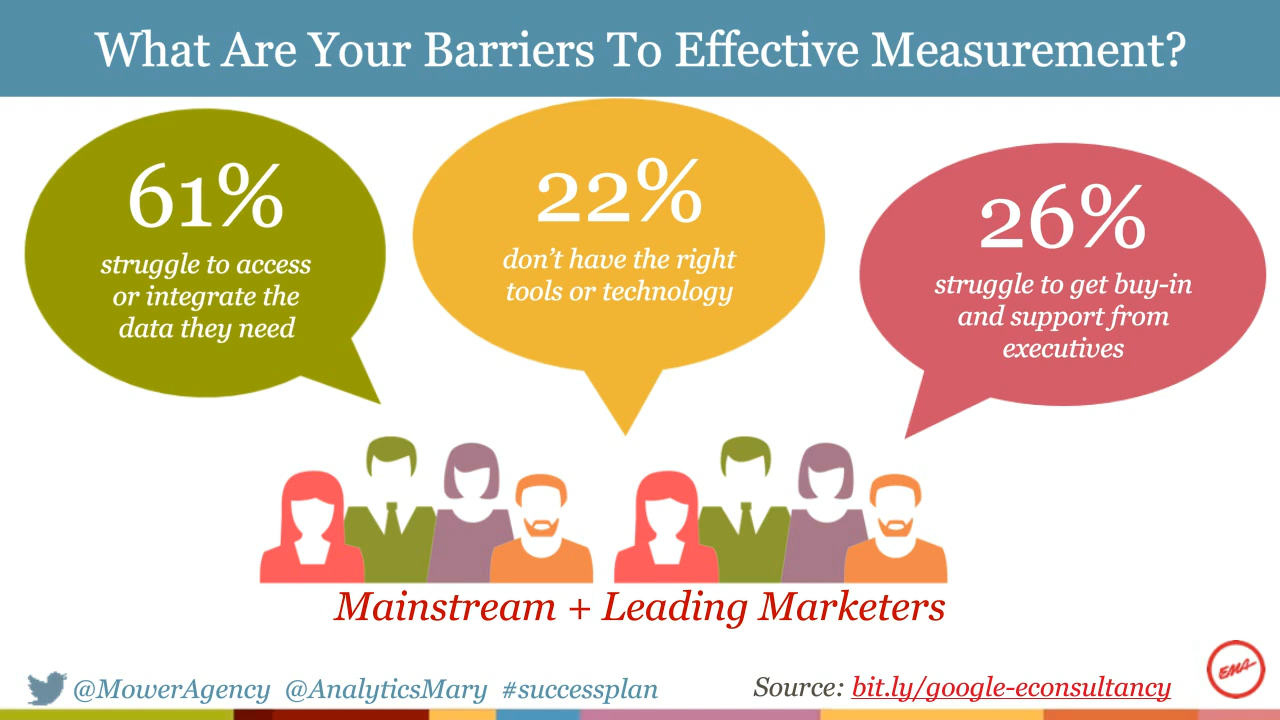 What Are Your Barriers To Effective Measurement?
61%
struggle to access
or integrate the
data they need
22%
don’t have the right
tools or technology
26%
struggle to get buy-in
and support from
executives
Mainstream + Leading Marketers
@MowerAgency @AnalyticsMary #successplan
Source: bit.ly/google-econsultancy
EMA